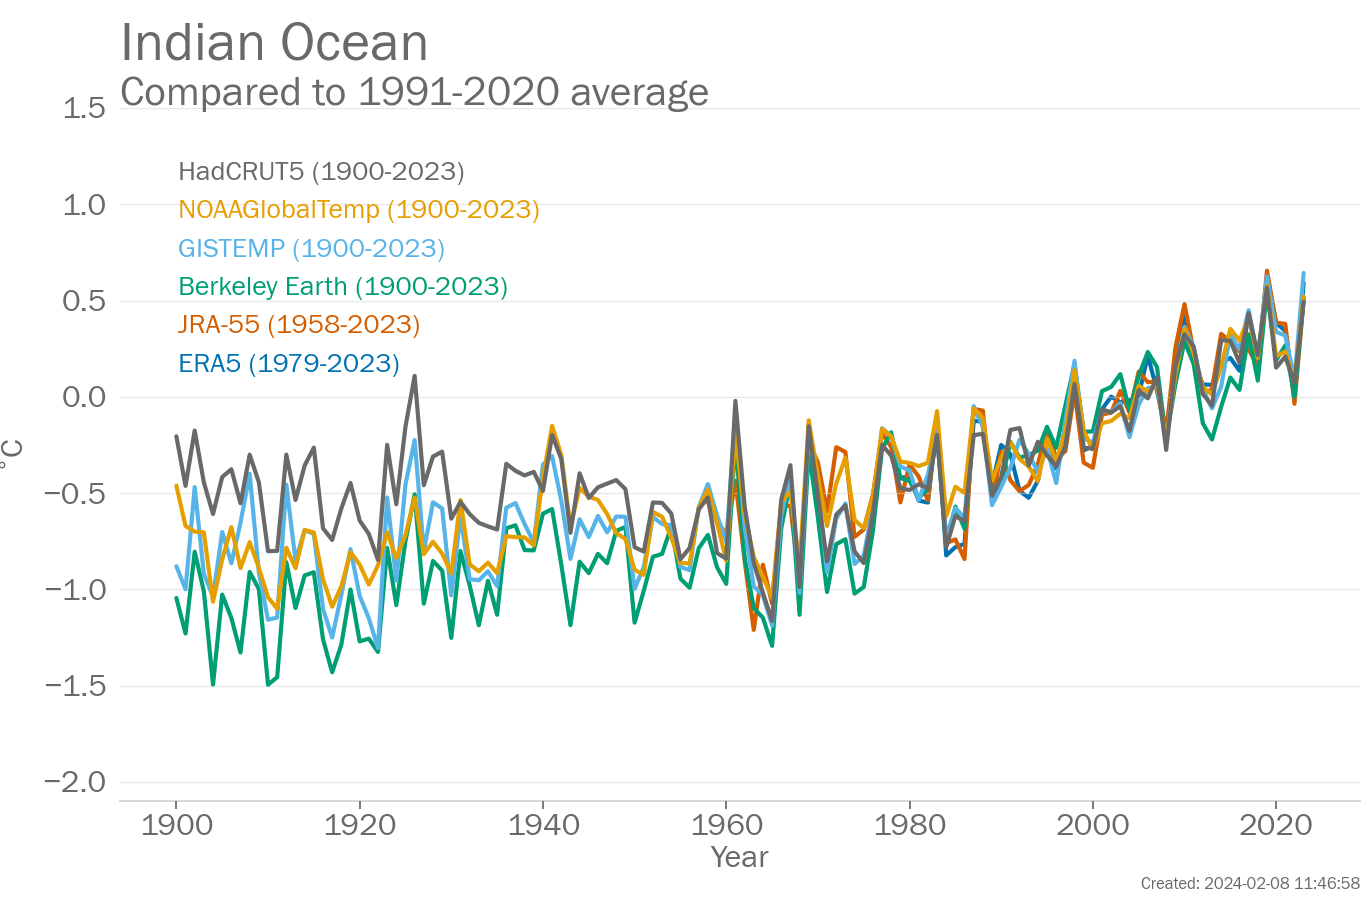 Indian Ocean
Compared to 1991-2020 average
1.5
HadCRUT5 (1900-2023)
1.0
NOAAGlobalTemp (1900-2023)
GISTEMP (1900-2023)
Berkeley Earth (1900-2023)
0.5
JRA-55 (1958-2023)
ERA5 (1979-2023)
0.0
°C
−0.5
−1.0
−1.5
−2.0
1900 1920 1940 1960 1980 2000 2020
Year
Created: 2024-02-08 11:46:58